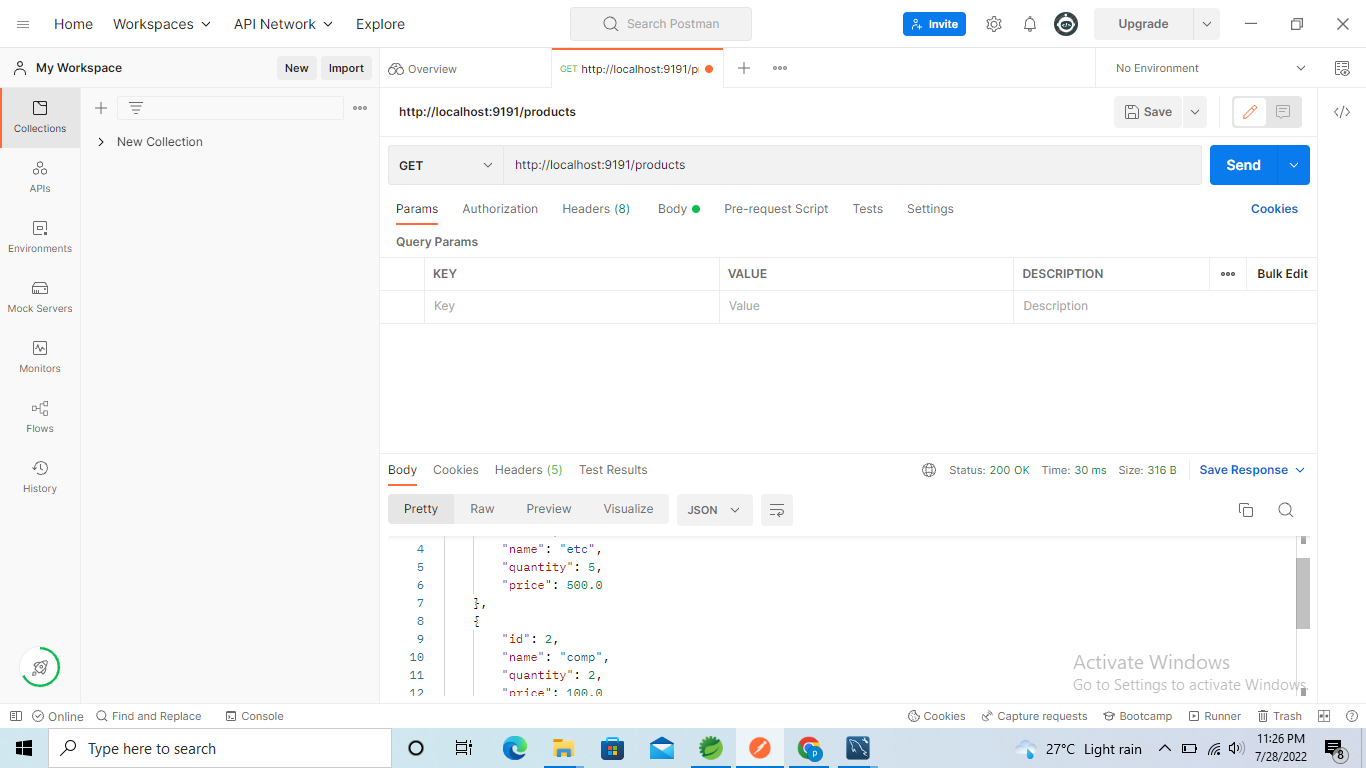 Home Workspaces API Network Explore Search Postman Invite Upgrade
My Workspace New Import Overview GET http://localhost:9191/p No Environment
Collections
APIs
Environments
Mock Servers
Monitors
Flows
History
New Collection
http://localhost:9191/products Save
GET http://localhost:9191/products Send
Params Authorization Headers (8) Body Pre-request Script Tests Settings Cookies
Query Params
KEY VALUE DESCRIPTION Bulk Edit
Key Value Description
Body Cookies Headers (5) Test Results Status: 200 OK Time: 30 ms Size: 316 B Save Response
Pretty Raw Preview Visualize JSON
4 "name": "etc",
5 "quantity": 5,
6 "price": 500.0
7 },
8 {
9 "id": 2,
10 "name": "comp",
11 "quantity": 2,
12 "price": 100.0
Activate Windows
Go to Settings to activate Windows.
Online Find and Replace Console Cookies Capture requests Bootcamp Runner Trash
Type here to search 27°C Light rain 11:26 PM
7/28/2022 8